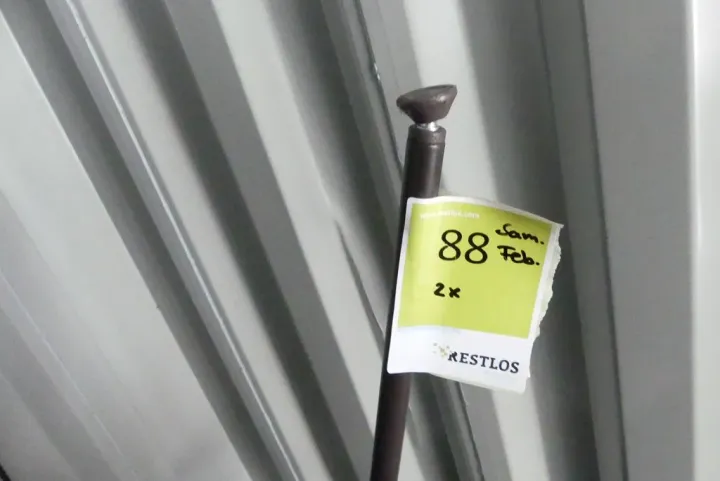 88 Sam.
Feb.
2x
RESTLOS